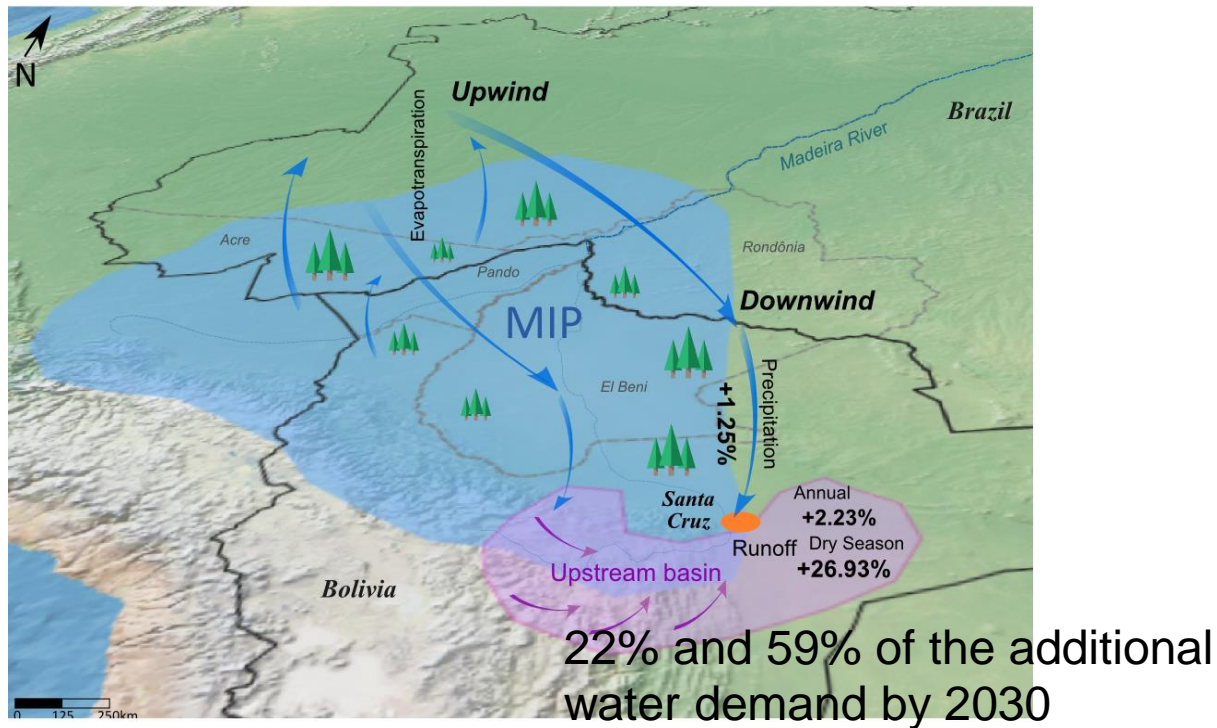 N
Upwind
Evapotranspiration
Brazil
Madeira River
Acre
Rondônia
Pando
Downwind
MIP
El Beni
Precipitation
+1.25%
Santa
Cruz
Annual
+2.23%
Runoff Dry Season
+26.93%
Upstream basin
Bolivia
22% and 59% of the additional
water demand by 2030
0 125 250km